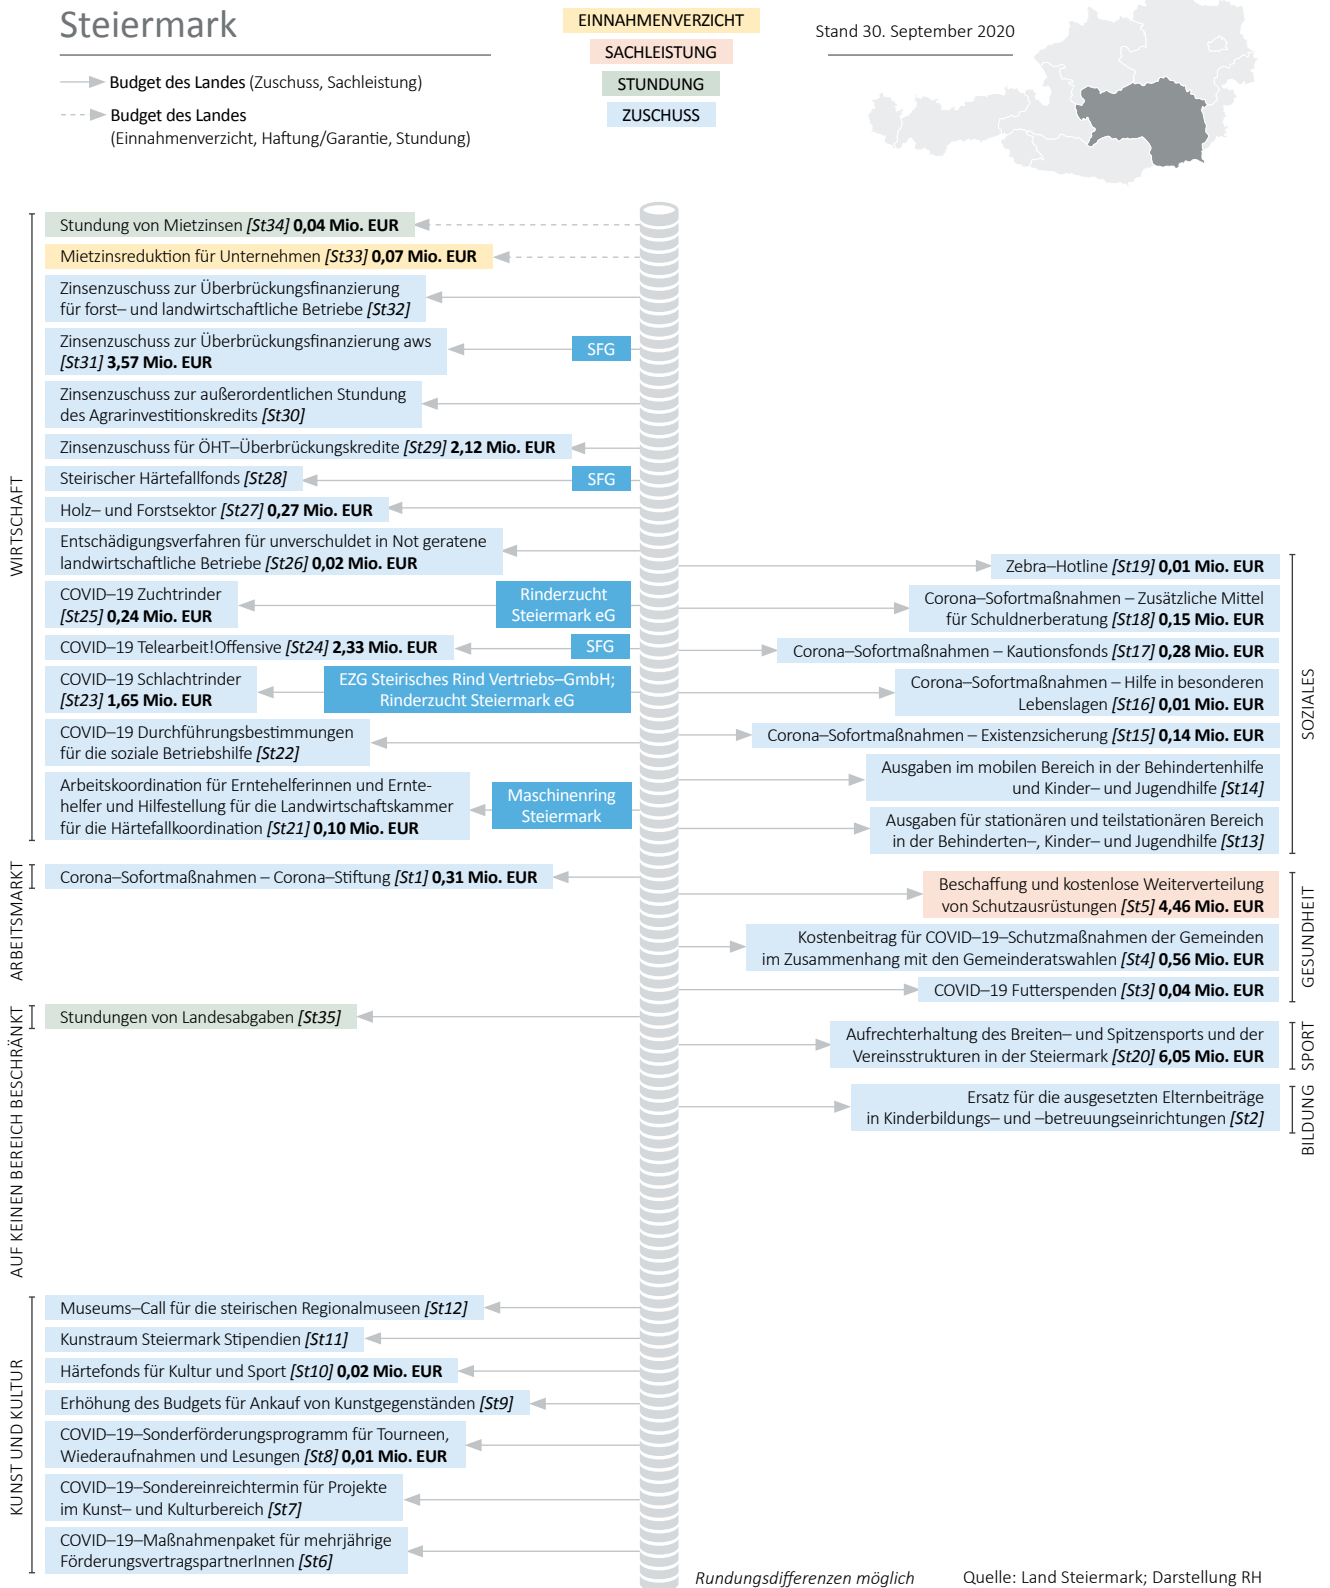 Steiermark
Budget des Landes (Zuschuss, Sachleistung)
Budget des Landes
(Einnahmenverzicht, Haftung/Garantie, Stundung)
EINNAHMENVERZICHT
SACHLEISTUNG
STUNDUNG
ZUSCHUSS
Stand 30. September 2020
WIRTSCHAFT
Stundung von Mietzinsen [St34] 0,04 Mio. EUR
Mietzinsreduktion für Unternehmen [St33] 0,07 Mio. EUR
Zinsenzuschuss zur Überbrückungsfinanzierung
für forst– und landwirtschaftliche Betriebe [St32]
Zinsenzuschuss zur Überbrückungsfinanzierung aws
[St31] 3,57 Mio. EUR
SFG
Zinsenzuschuss zur außerordentlichen Stundung
des Agrarinvestitionskredits [St30]
Zinsenzuschuss für ÖHT–Überbrückungskredite [St29] 2,12 Mio. EUR
Steirischer Härtefallfonds [St28]
SFG
Holz– und Forstsektor [St27] 0,27 Mio. EUR
Entschädigungsverfahren für unverschuldet in Not geratene
landwirtschaftliche Betriebe [St26] 0,02 Mio. EUR
COVID–19 Zuchtrinder
[St25] 0,24 Mio. EUR
Rinderzucht
Steiermark eG
COVID–19 Telearbeit!Offensive [St24] 2,33 Mio. EUR
SFG
COVID–19 Schlachtrinder
[St23] 1,65 Mio. EUR
EZG Steirisches Rind Vertriebs–GmbH;
Rinderzucht Steiermark eG
COVID–19 Durchführungsbestimmungen
für die soziale Betriebshilfe [St22]
Arbeitskoordination für Erntehelferinnen und Ernte-
helfer und Hilfestellung für die Landwirtschaftskammer
für die Härtefallkoordination [St21] 0,10 Mio. EUR
Maschinenring
Steiermark
ARBEITSMARKT
Corona–Sofortmaßnahmen – Corona–Stiftung [St1] 0,31 Mio. EUR
AUF KEINEN BEREICH BESCHRÄNKT
Stundungen von Landesabgaben [St35]
KUNST UND KULTUR
Museums–Call für die steirischen Regionalmuseen [St12]
Kunstraum Steiermark Stipendien [St11]
Härtefonds für Kultur und Sport [St10] 0,02 Mio. EUR
Erhöhung des Budgets für Ankauf von Kunstgegenständen [St9]
COVID–19–Sonderförderungsprogramm für Tourneen,
Wiederaufnahmen und Lesungen [St8] 0,01 Mio. EUR
COVID–19–Sondereinreichtermin für Projekte
im Kunst– und Kulturbereich [St7]
COVID–19–Maßnahmenpaket für mehrjährige
FörderungsvertragspartnerInnen [St6]
SOZIALES
Zebra–Hotline [St19] 0,01 Mio. EUR
Corona–Sofortmaßnahmen – Zusätzliche Mittel
für Schuldnerberatung [St18] 0,15 Mio. EUR
Corona–Sofortmaßnahmen – Kautionsfonds [St17] 0,28 Mio. EUR
Corona–Sofortmaßnahmen – Hilfe in besonderen
Lebenslagen [St16] 0,01 Mio. EUR
Corona–Sofortmaßnahmen – Existenzsicherung [St15] 0,14 Mio. EUR
Ausgaben im mobilen Bereich in der Behindertenhilfe
und Kinder– und Jugendhilfe [St14]
Ausgaben für stationären und teilstationären Bereich
in der Behinderten–, Kinder– und Jugendhilfe [St13]
GESUNDHEIT
Beschaffung und kostenlose Weiterverteilung
von Schutzausrüstungen [St5] 4,46 Mio. EUR
Kostenbeitrag für COVID–19–Schutzmaßnahmen der Gemeinden
im Zusammenhang mit den Gemeinderatswahlen [St4] 0,56 Mio. EUR
COVID–19 Futterspenden [St3] 0,04 Mio. EUR
SPORT
Aufrechterhaltung des Breiten– und Spitzensports und der
Vereinsstrukturen in der Steiermark [St20] 6,05 Mio. EUR
BILDUNG
Ersatz für die ausgesetzten Elternbeiträge
in Kinderbildungs– und –betreuungseinrichtungen [St2]
Rundungsdifferenzen möglich
Quelle: Land Steiermark; Darstellung RH